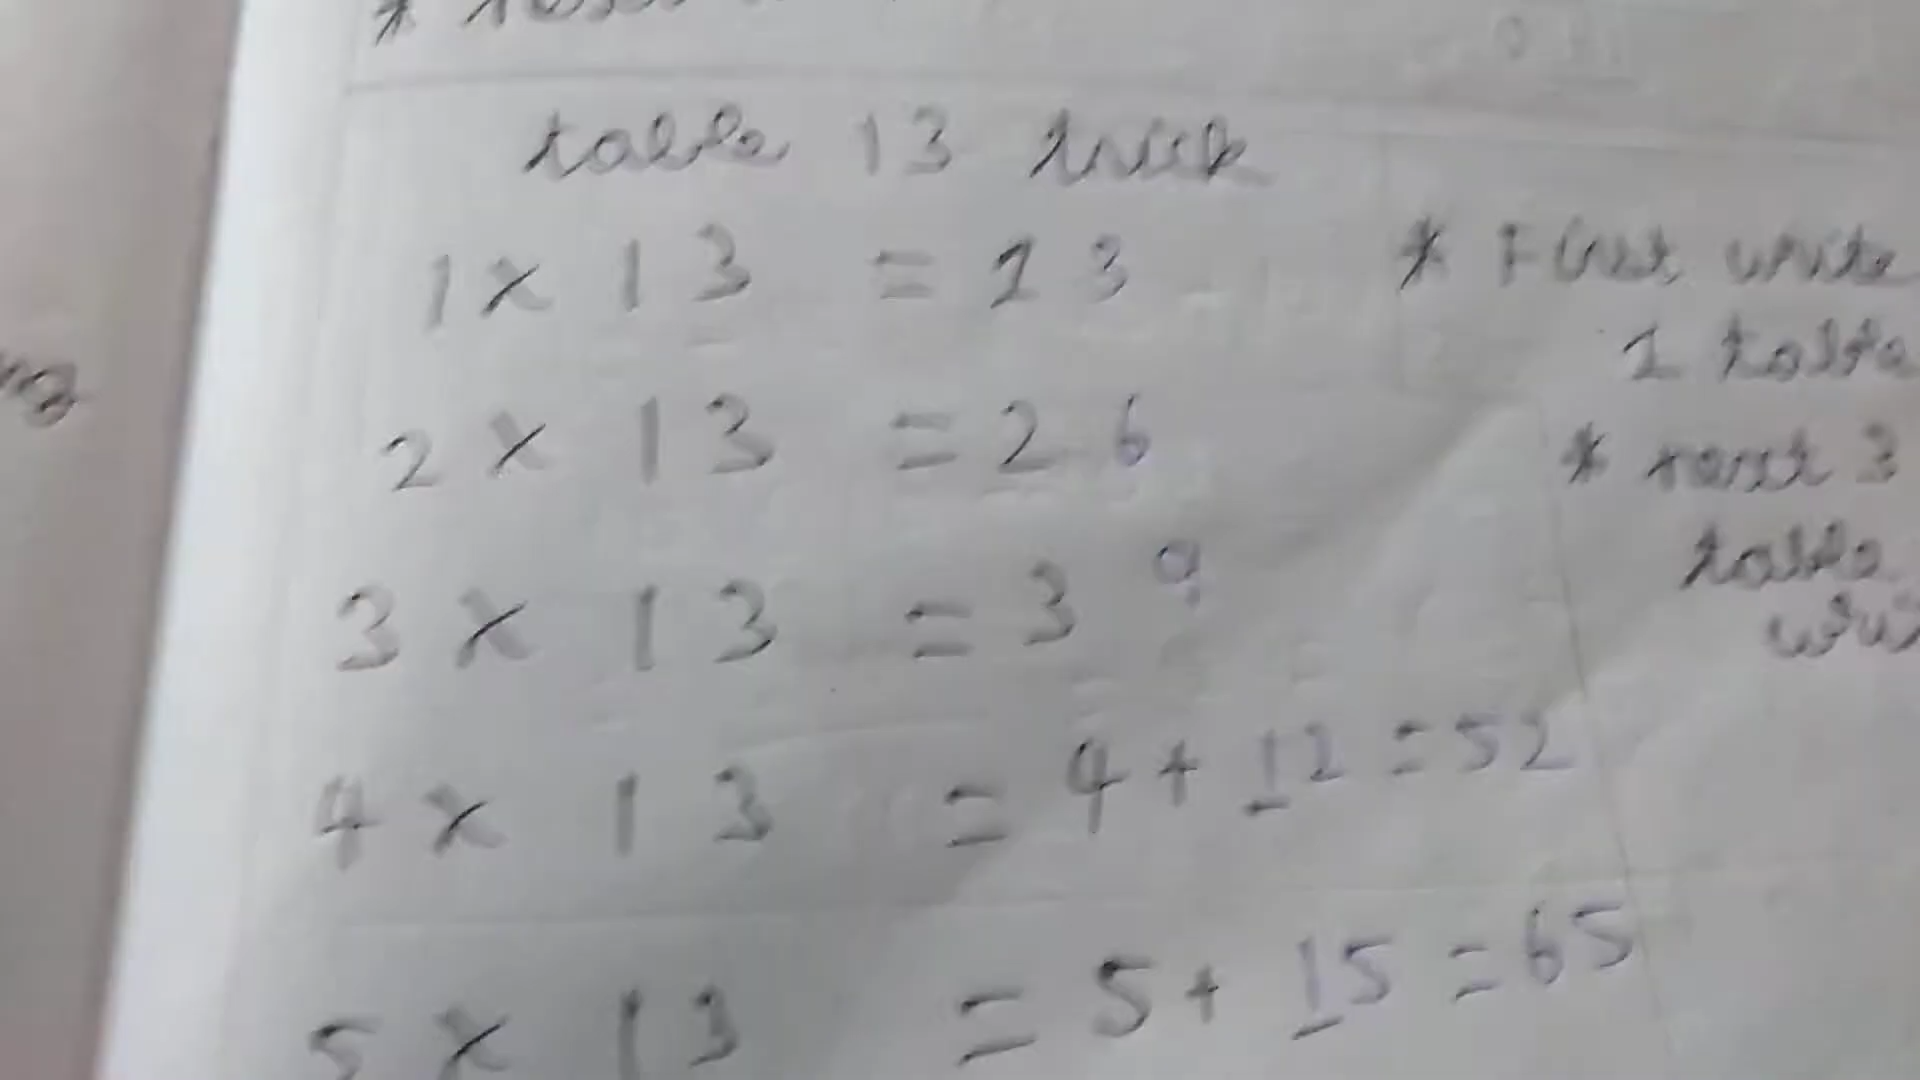 table 13 trick
1 x 13 = 13
2 x 13 = 26
3 x 13 = 39
4 x 13 = 4 + 12 = 52
5 x 13 = 5 + 15 = 65
* First write
1 table
* next 3
table